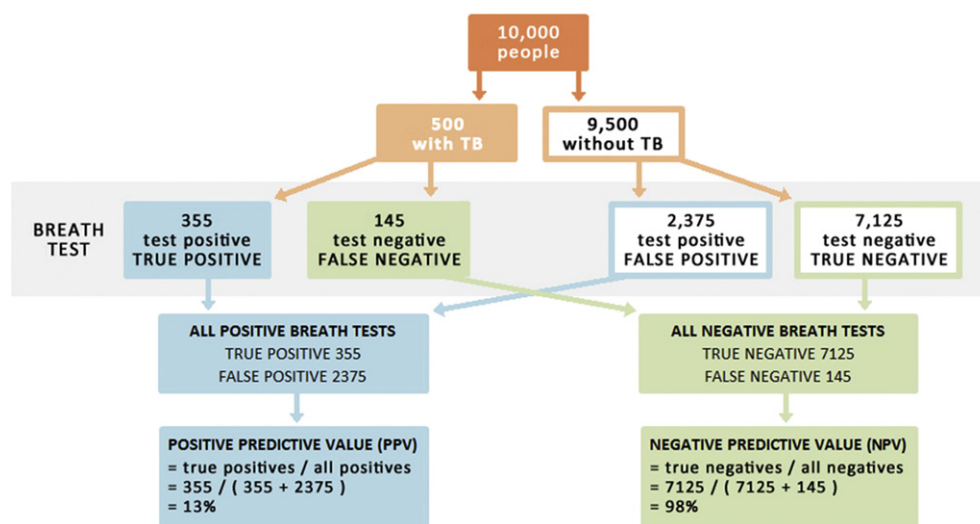 10,000
people
500
with TB
9,500
without TB
BREATH
TEST
355
test positive
TRUE POSITIVE
145
test negative
FALSE NEGATIVE
2,375
test positive
FALSE POSITIVE
7,125
test negative
TRUE NEGATIVE
ALL POSITIVE BREATH TESTS
TRUE POSITIVE 355
FALSE POSITIVE 2375
ALL NEGATIVE BREATH TESTS
TRUE NEGATIVE 7125
FALSE NEGATIVE 145
POSITIVE PREDICTIVE VALUE (PPV)
= true positives / all positives
= 355 / ( 355 + 2375 )
= 13%
NEGATIVE PREDICTIVE VALUE (NPV)
= true negatives / all negatives
= 7125 / ( 7125 + 145 )
= 98%